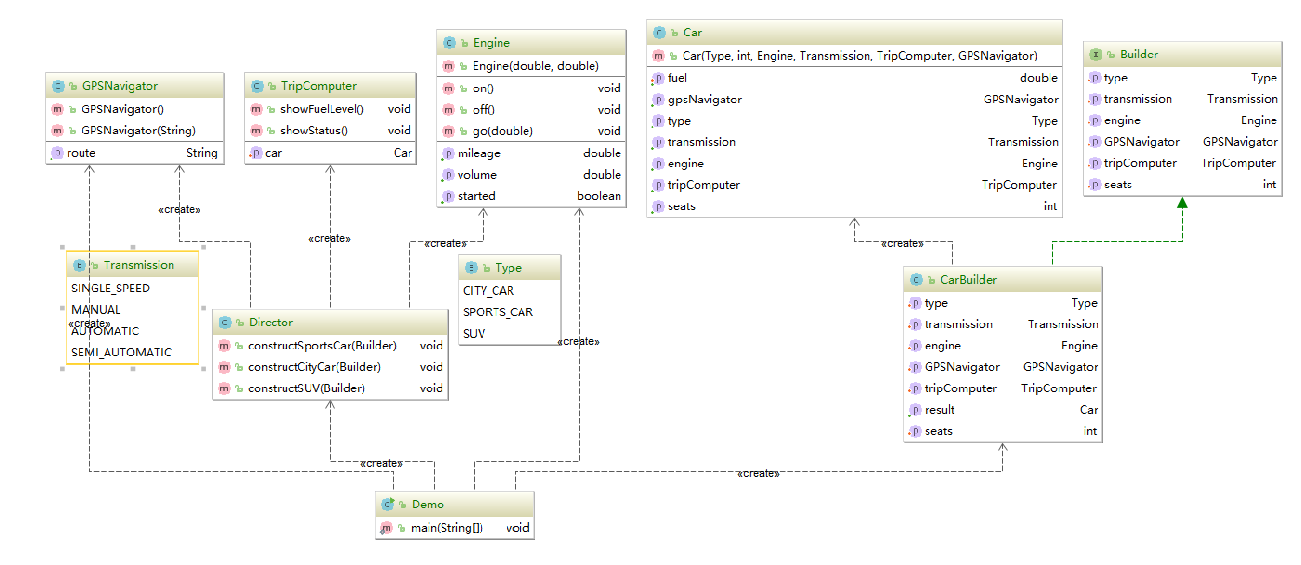 GPSNavigator
GPSNavigator()
GPSNavigator(String)
route String
TripComputer
showFuelLevel() void
showStatus() void
car Car
Engine
Engine(double, double)
on() void
off() void
go(double) void
mileage double
volume double
started boolean
Car
Car(Type, int, Engine, Transmission, TripComputer, GPSNavigator)
fuel double
gpsNavigator GPSNavigator
type Type
transmission Transmission
engine Engine
tripComputer TripComputer
seats int
Builder
type Type
transmission Transmission
engine Engine
GPSNavigator GPSNavigator
tripComputer TripComputer
seats int
«create»
«create»
«create»
«create»
Transmission
SINGLE_SPEED
MANUAL
«create»
AUTOMATIC
SEMI_AUTOMATIC
Type
CITY_CAR
SPORTS_CAR
SUV
«create»
Director
constructSportsCar(Builder) void
constructCityCar(Builder) void
constructSUV(Builder) void
CarBuilder
type Type
transmission Transmission
engine Engine
GPSNavigator GPSNavigator
tripComputer TripComputer
result Car
seats int
«create»
«create»
Demo
main(String[]) void